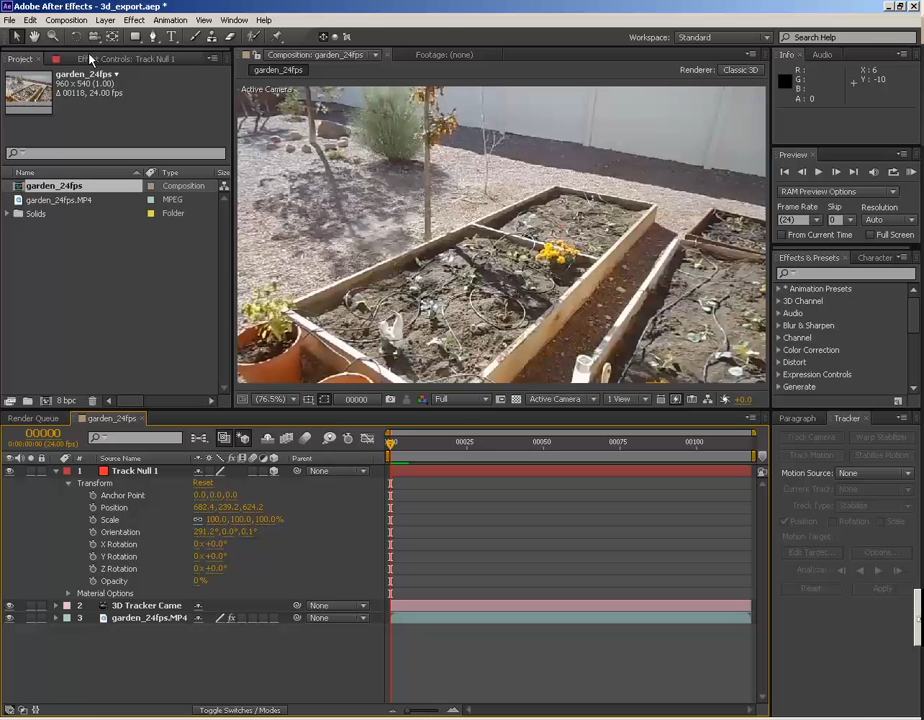 Adobe After Effects - 3d_export.aep *
File Edit Composition Layer Effect Animation View Window Help
Workspace: Standard Search Help
Project Effect Controls: Track Null 1
Composition: garden_24fps Footage: (none)
Info Audio
garden_24fps
960 x 540 (1.00)
Δ 00118, 24.00 fps
garden_24fps
Renderer: Classic 3D
Active Camera
R : X : 6
G : Y : -10
B :
A : 0
Name Type Size
garden_24fps Composition
garden_24fps.MP4 MPEG
Solids Folder
Preview
RAM Preview Options
Frame Rate Skip Resolution
(24) 0 Auto
From Current Time Full Screen
Effects & Presets Character
* Animation Presets
3D Channel
Audio
Blur & Sharpen
Channel
Color Correction
Distort
Expression Controls
Generate
8 bpc
(76.5%) 00000 Full Active Camera 1 View +0.0
Render Queue garden_24fps
Paragraph Tracker
00000
0:00:00:00 (24.00 fps)
00025 00050 00075 00100
# Source Name Parent
1 Track Null 1 None
Transform Reset
Anchor Point 0.0,0.0,0.0
Position 682.4,239.2,624.2
Scale 100.0,100.0,100.0%
Orientation 291.2°,0.0°,0.1°
X Rotation 0x+0.0°
Y Rotation 0x+0.0°
Z Rotation 0x+0.0°
Opacity 0%
Material Options
2 3D Tracker Came None
3 garden_24fps.MP4 None
Toggle Switches / Modes
Track Camera Warp Stabilizer
Track Motion Stabilize Motion
Motion Source: None
Current Track: None
Track Type: Stabilize
Position Rotation Scale
Motion Target:
Edit Target... Options...
Analyze:
Reset Apply